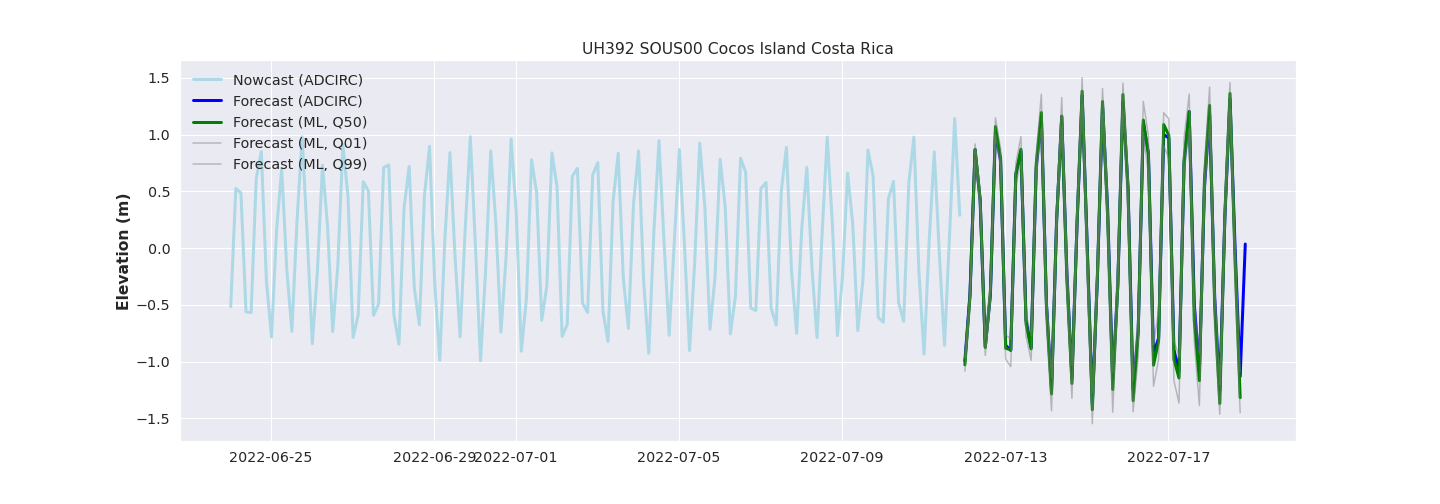 UH392 SOUS00 Cocos Island Costa Rica
Nowcast (ADCIRC)
Forecast (ADCIRC)
Forecast (ML, Q50)
Forecast (ML, Q01)
Forecast (ML, Q99)
Elevation (m)
1.5
1.0
0.5
0.0
−0.5
−1.0
−1.5
2022-06-25 2022-06-29 2022-07-01 2022-07-05 2022-07-09 2022-07-13 2022-07-17